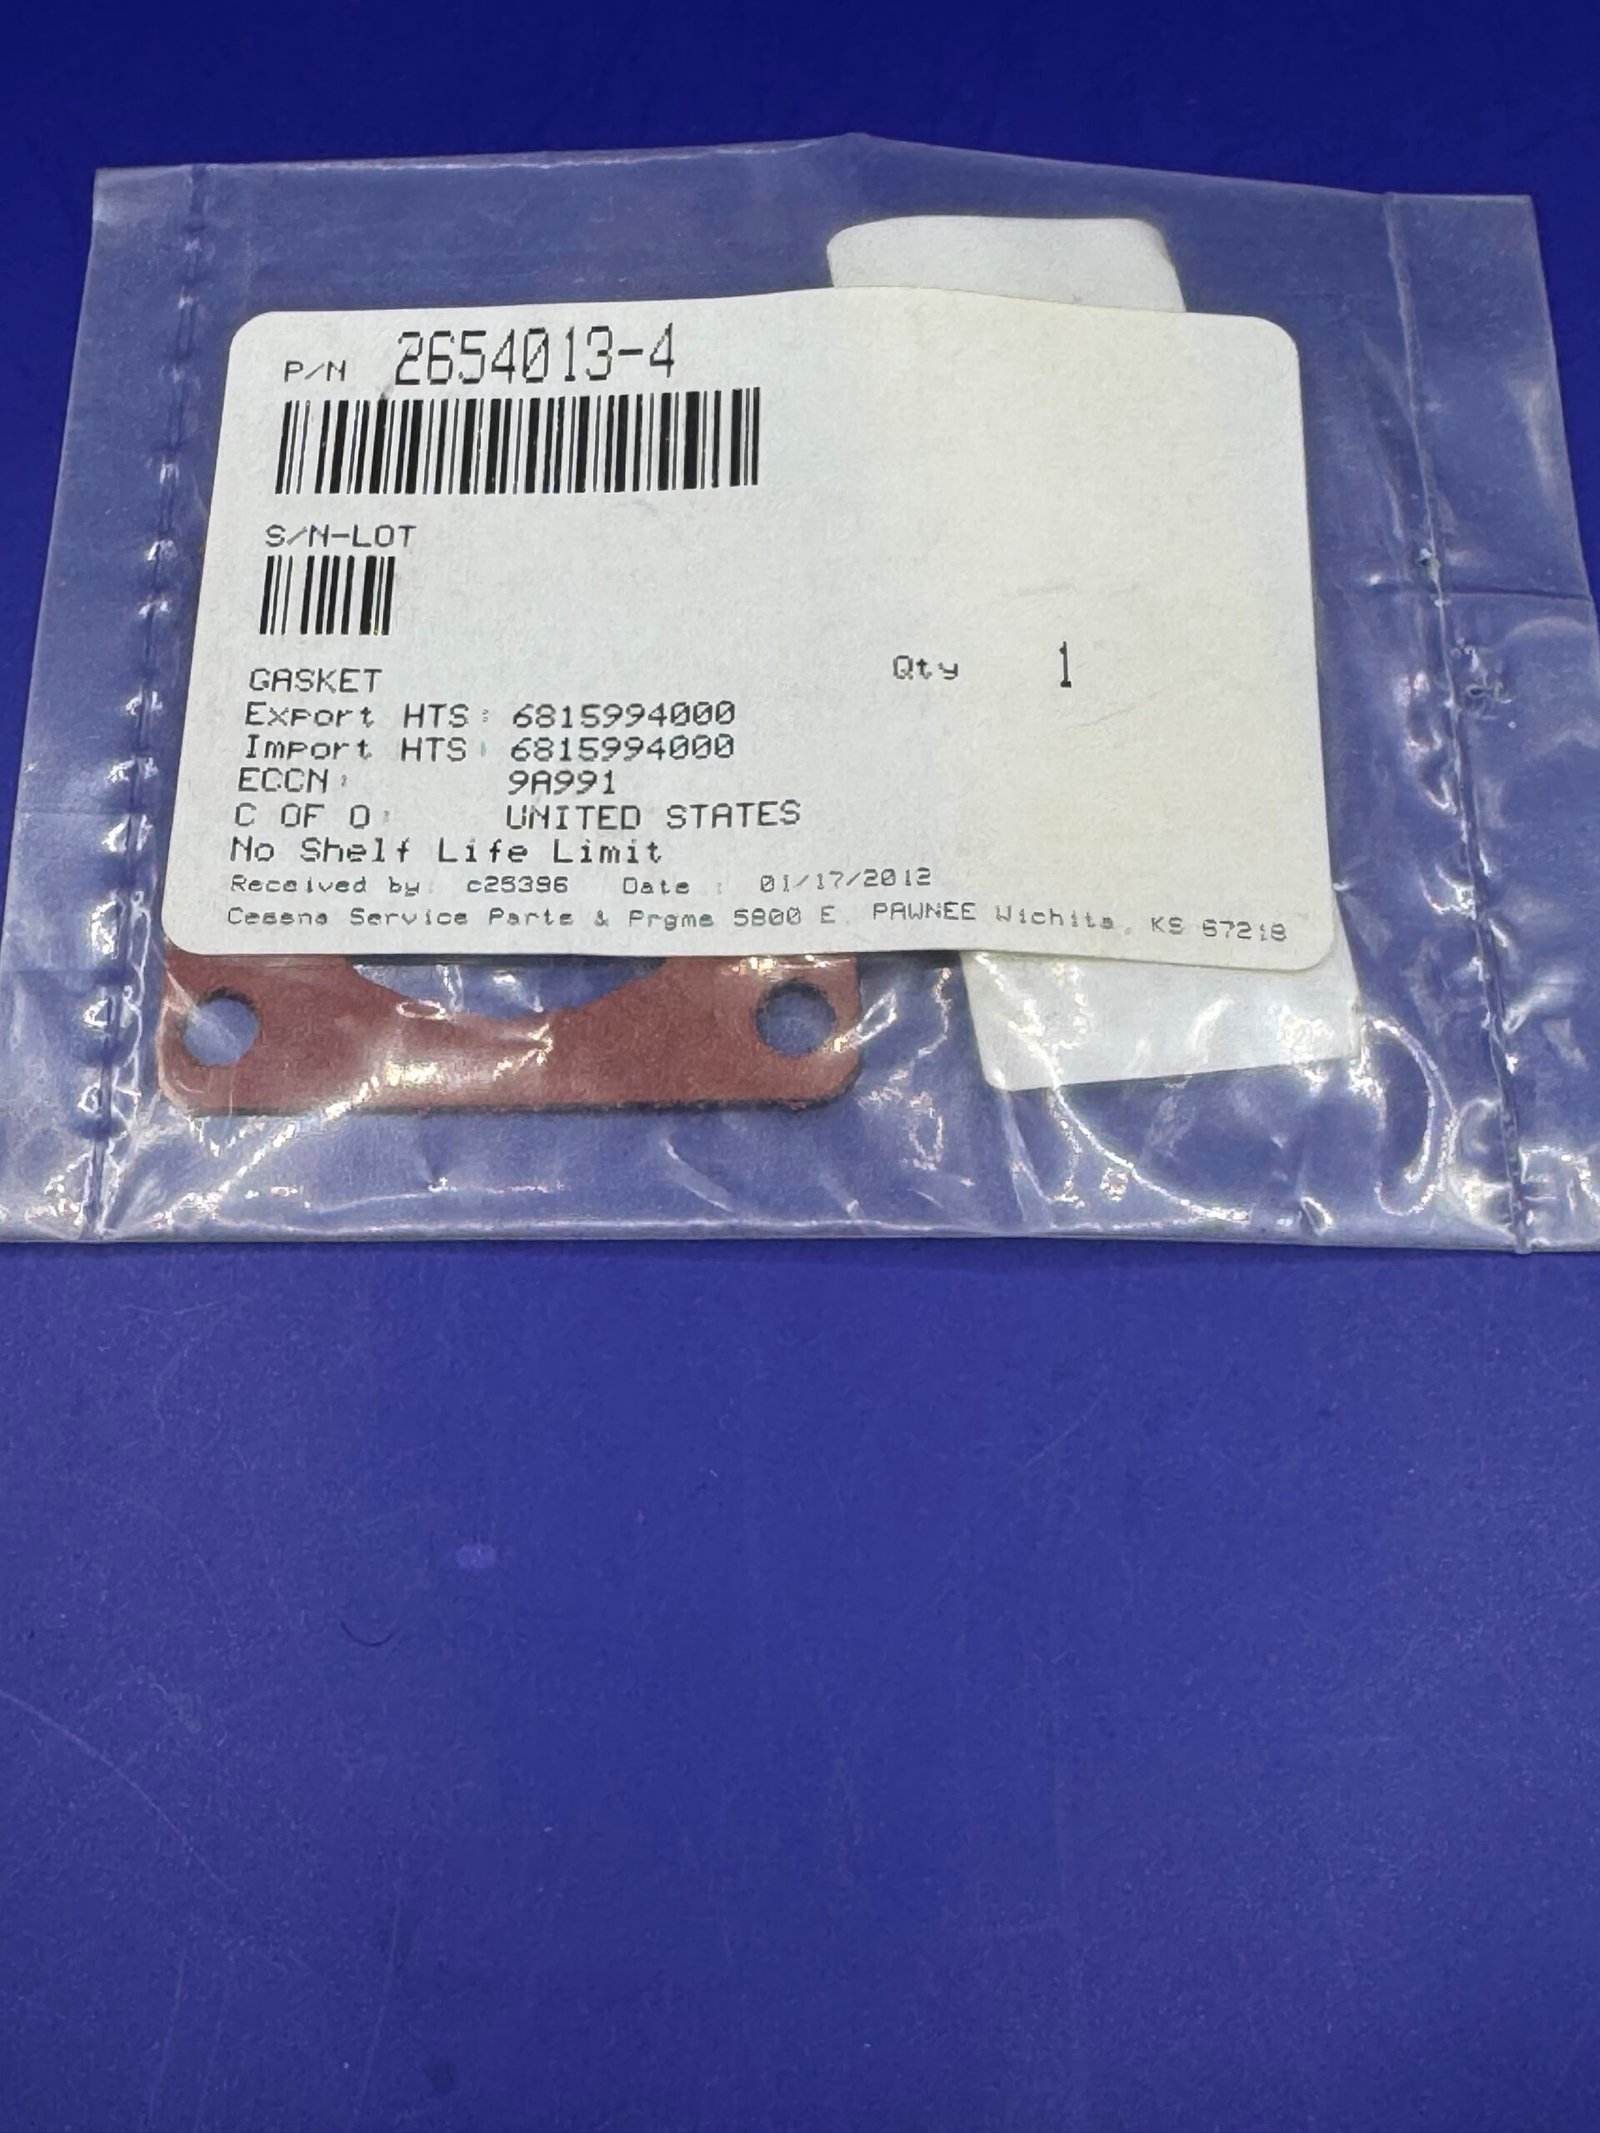 P/N 2654013-4
S/N-LOT
GASKET
Qty 1
Export HTS: 6815994000
Import HTS: 6815994000
ECCN: 9A991
C OF O: UNITED STATES
No Shelf Life Limit
Received by: c25396 Date : 01/17/2012
Cessna Service Parts & Prgms 5800 E. PAWNEE Wichita, KS 67218